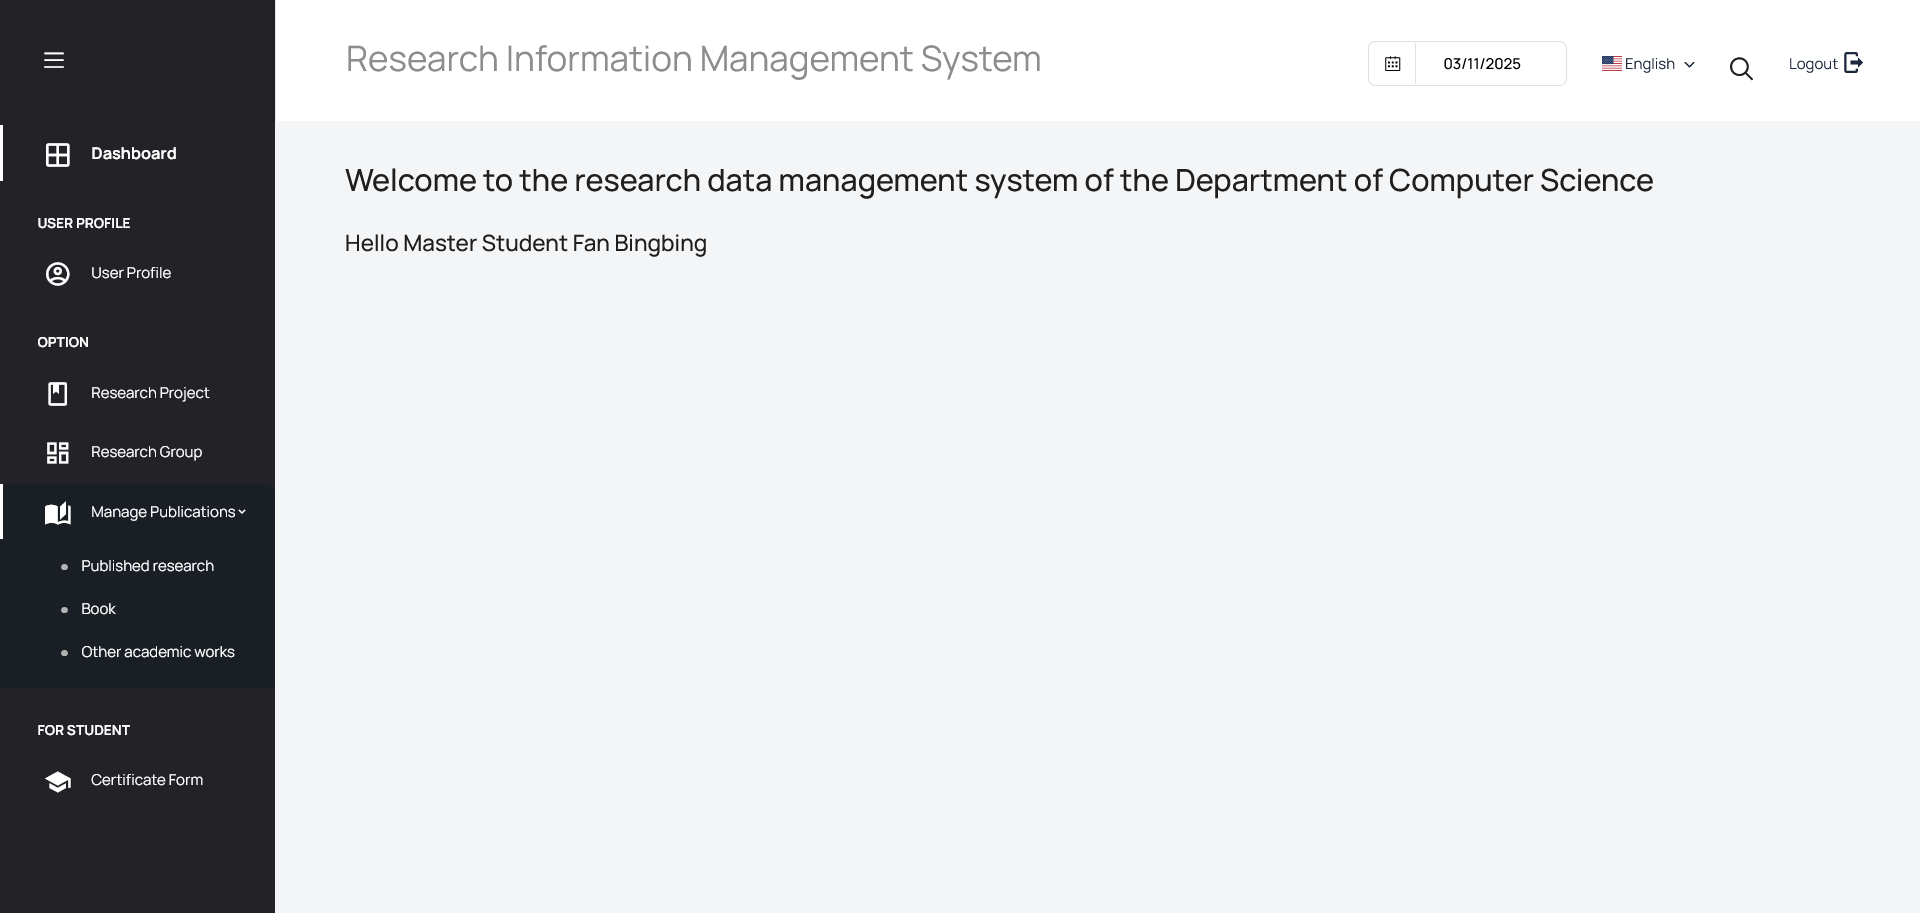 Research Information Management System
03/11/2025
English
Logout
Dashboard
USER PROFILE
User Profile
OPTION
Research Project
Research Group
Manage Publications
Published research
Book
Other academic works
FOR STUDENT
Certificate Form
Welcome to the research data management system of the Department of Computer Science
Hello Master Student Fan Bingbing